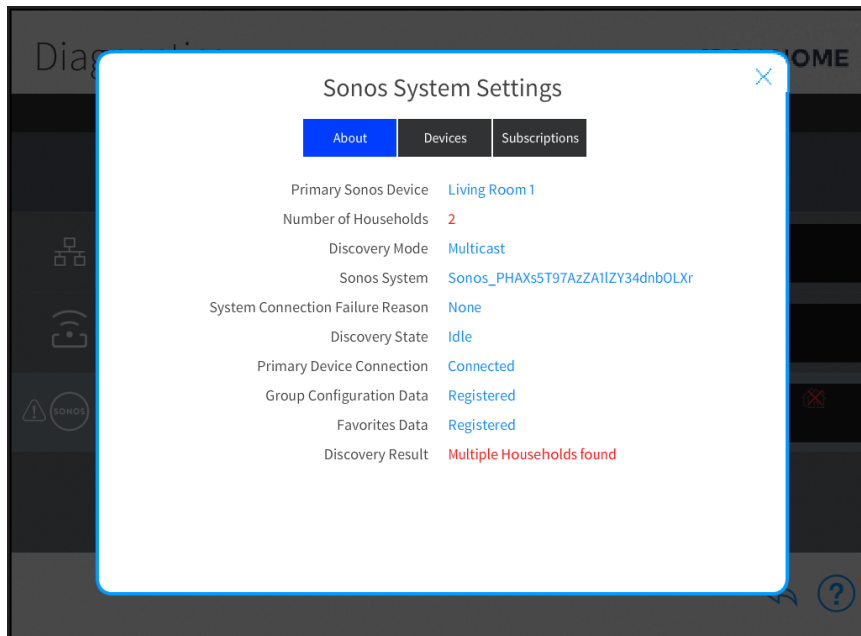 Sonos System Settings
About Devices Subscriptions
Primary Sonos Device Living Room 1
Number of Households 2
Discovery Mode Multicast
Sonos System Sonos_PHAXs5T97AzZA1lZY34dnbOLXr
System Connection Failure Reason None
Discovery State Idle
Primary Device Connection Connected
Group Configuration Data Registered
Favorites Data Registered
Discovery Result Multiple Households found
SONOS
?